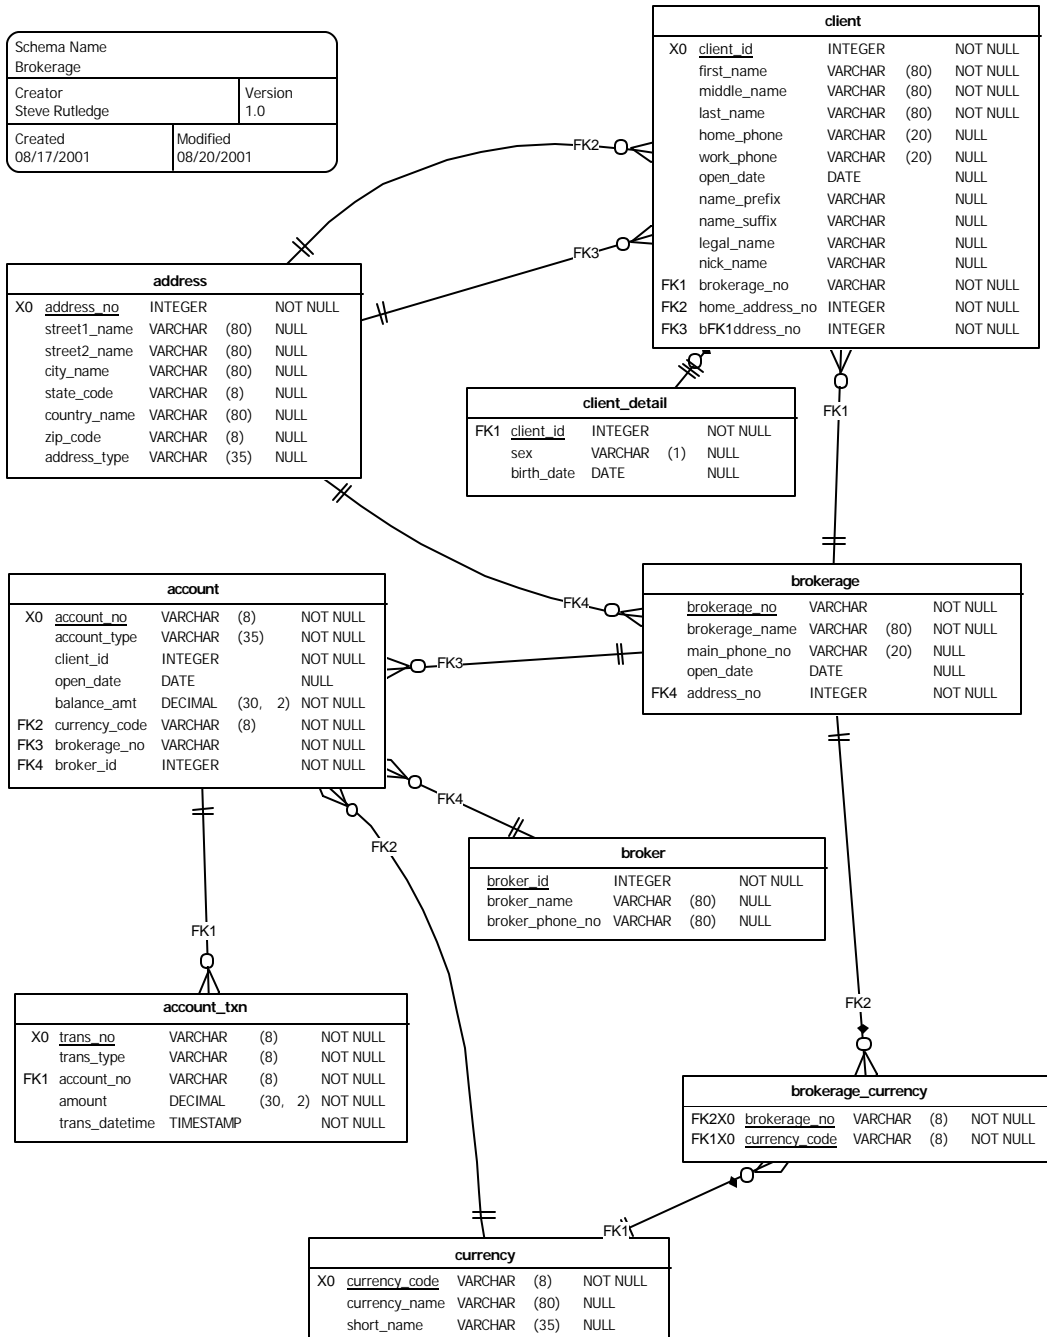 Schema Name
Brokerage
Creator
Steve Rutledge
Version
1.0
Created
08/17/2001
Modified
08/20/2001
client
X0 client_id INTEGER NOT NULL
first_name VARCHAR (80) NOT NULL
middle_name VARCHAR (80) NOT NULL
last_name VARCHAR (80) NOT NULL
home_phone VARCHAR (20) NULL
work_phone VARCHAR (20) NULL
open_date DATE NULL
name_prefix VARCHAR NULL
name_suffix VARCHAR NULL
legal_name VARCHAR NULL
nick_name VARCHAR NULL
FK1 brokerage_no VARCHAR NOT NULL
FK2 home_address_no INTEGER NOT NULL
FK3 bFK1ddress_no INTEGER NOT NULL
FK2
FK3
address
X0 address_no INTEGER NOT NULL
street1_name VARCHAR (80) NULL
street2_name VARCHAR (80) NULL
city_name VARCHAR (80) NULL
state_code VARCHAR (8) NULL
country_name VARCHAR (80) NULL
zip_code VARCHAR (8) NULL
address_type VARCHAR (35) NULL
client_detail
FK1 client_id INTEGER NOT NULL
sex VARCHAR (1) NULL
birth_date DATE NULL
FK1
brokerage
brokerage_no VARCHAR NOT NULL
brokerage_name VARCHAR (80) NOT NULL
main_phone_no VARCHAR (20) NULL
open_date DATE NULL
FK4 address_no INTEGER NOT NULL
FK4
FK3
account
X0 account_no VARCHAR (8) NOT NULL
account_type VARCHAR (35) NOT NULL
client_id INTEGER NOT NULL
open_date DATE NULL
balance_amt DECIMAL (30, 2) NOT NULL
FK2 currency_code VARCHAR (8) NOT NULL
FK3 brokerage_no VARCHAR NOT NULL
FK4 broker_id INTEGER NOT NULL
FK4
FK2
broker
broker_id INTEGER NOT NULL
broker_name VARCHAR (80) NULL
broker_phone_no VARCHAR (80) NULL
FK1
account_txn
X0 trans_no VARCHAR (8) NOT NULL
trans_type VARCHAR (8) NOT NULL
FK1 account_no VARCHAR (8) NOT NULL
amount DECIMAL (30, 2) NOT NULL
trans_datetime TIMESTAMP NOT NULL
FK2
brokerage_currency
FK2X0 brokerage_no VARCHAR (8) NOT NULL
FK1X0 currency_code VARCHAR (8) NOT NULL
FK1
currency
X0 currency_code VARCHAR (8) NOT NULL
currency_name VARCHAR (80) NULL
short_name VARCHAR (35) NULL